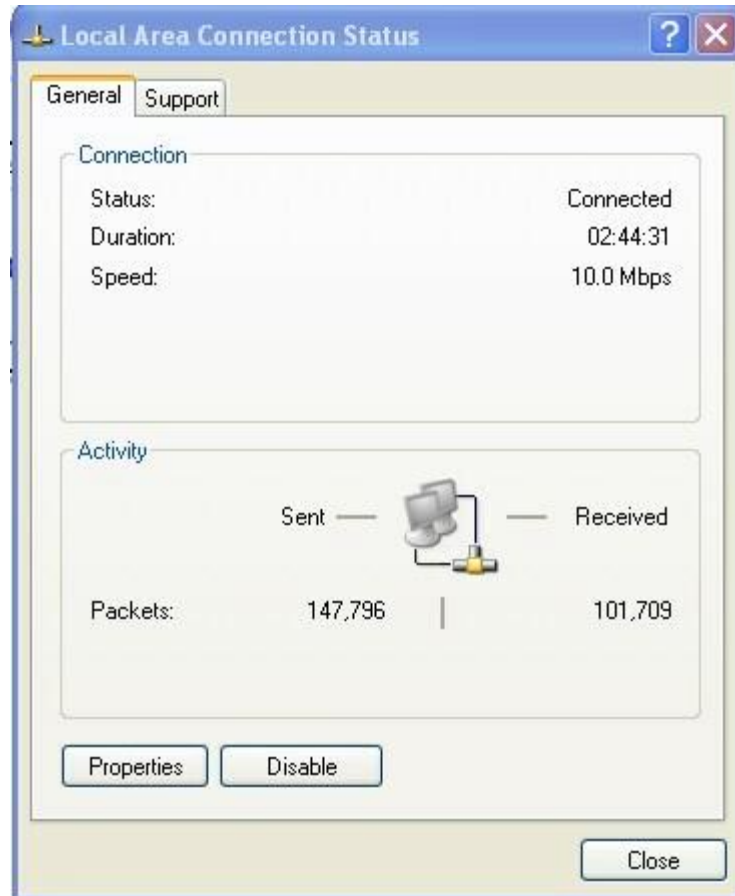 Local Area Connection Status
General Support
Connection
Status: Connected
Duration: 02:44:31
Speed: 10.0 Mbps
Activity
Sent Received
Packets: 147,796 101,709
Properties Disable
Close